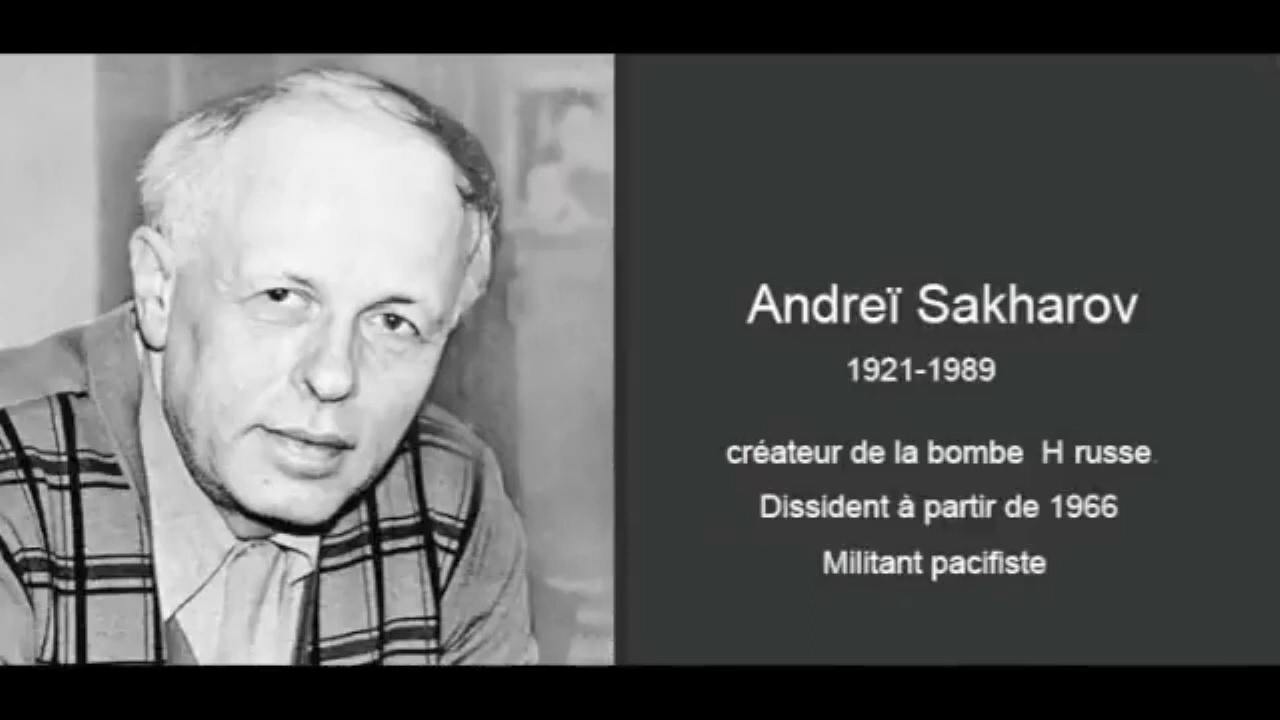 Andreï Sakharov
1921-1989
créateur de la bombe H russe.
Dissident à partir de 1966
Militant pacifiste